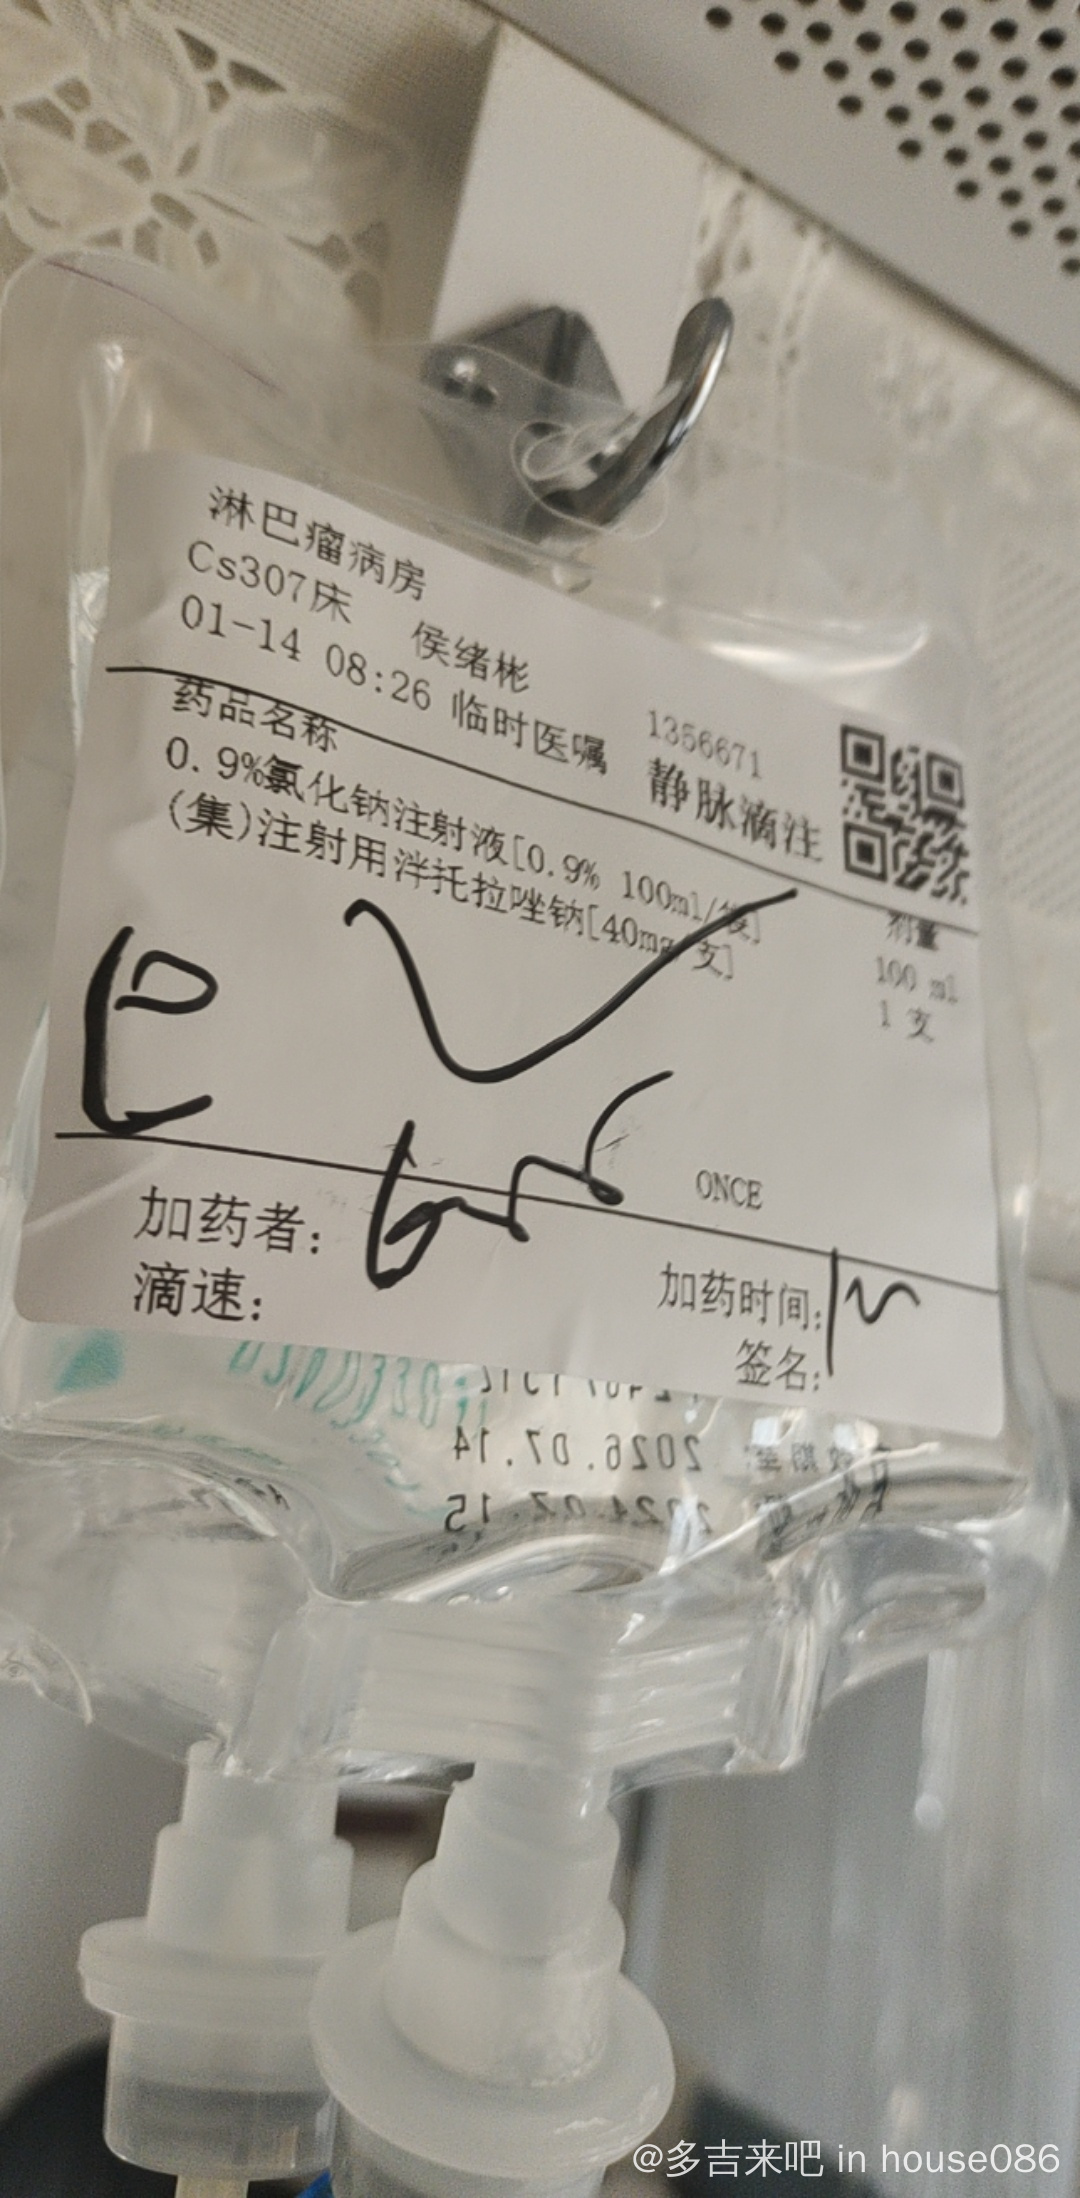 淋巴瘤病房
Cs307床 侯绪彬 1356671
01-14 08:26 临时医嘱 静脉滴注
药品名称 剂量
0.9%氯化钠注射液[0.9% 100ml/袋] 100 ml
(集)注射用泮托拉唑钠[40mg/支] 1 支
ONCE
加药者:
加药时间:
滴速:
签名:
2026.07.14
2024.07.15
@多吉来吧 in house086